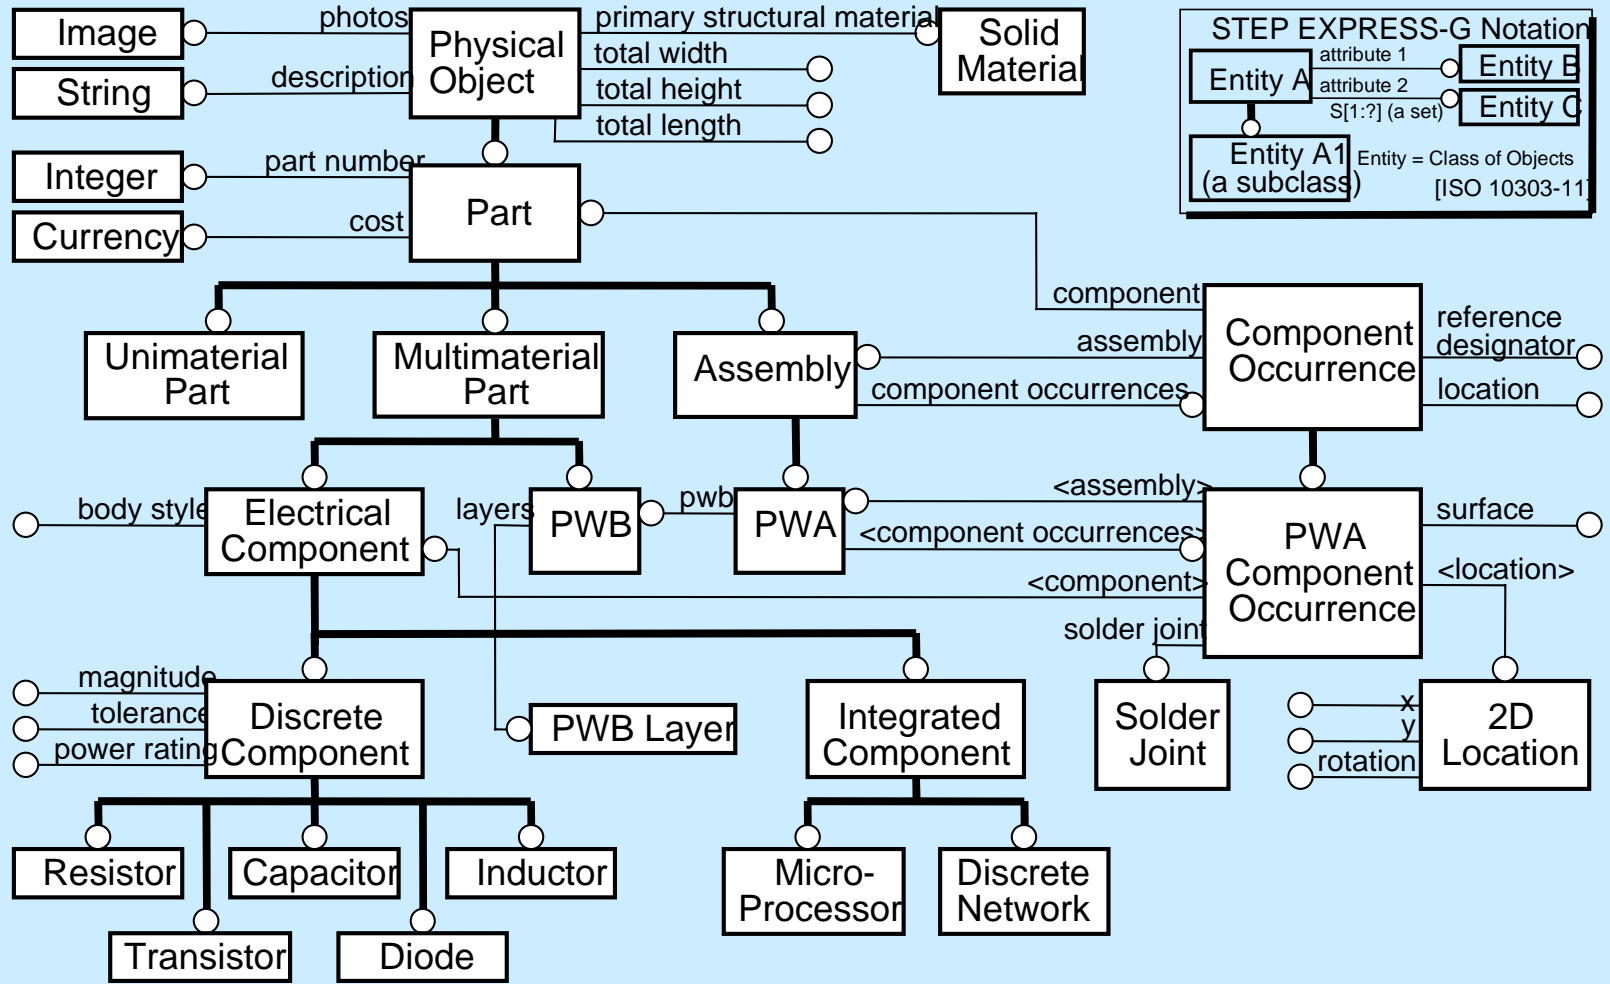 Image
photos
Physical
Object
primary structural material
Solid
Material
String
description
total width
total height
total length
STEP EXPRESS-G Notation
Entity A
attribute 1
Entity B
attribute 2
S[1:?] (a set)
Entity C
Entity A1
(a subclass)
Entity = Class of Objects
[ISO 10303-11]
Integer
part number
Part
Currency
cost
Unimaterial
Part
Multimaterial
Part
Assembly
component
assembly
component occurrences
Component
Occurrence
reference
designator
location
body style
Electrical
Component
layers
PWB
pwb
PWA
<assembly>
<component occurrences>
<component>
solder joint
PWA
Component
Occurrence
surface
<location>
magnitude
tolerance
power rating
Discrete
Component
PWB Layer
Integrated
Component
Solder
Joint
x
y
rotation
2D
Location
Resistor
Capacitor
Inductor
Transistor
Diode
Micro-
Processor
Discrete
Network